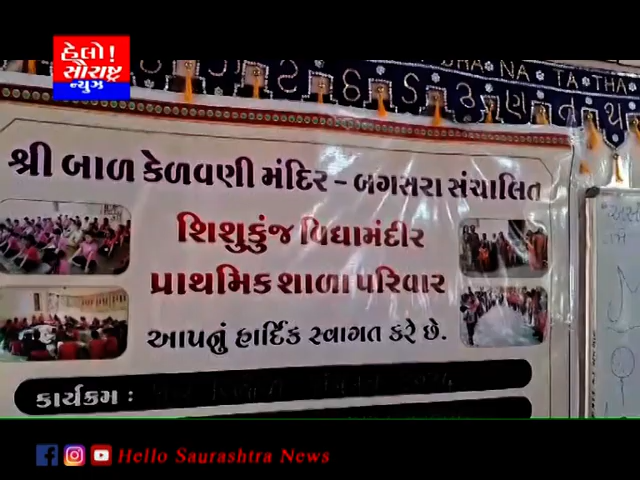 હેલો!
સૌરાષ્ટ્ર
ન્યુઝ
DHA NA TA THA
ટ ઠ ડ ઢ ણ ત થ
શ્રી બાળ કેળવણી મંદિર - બગસરા સંચાલિત
શિશુકુંજ વિદ્યામંદીર
પ્રાથમિક શાળા પરિવાર
આપનું હાર્દિક સ્વાગત કરે છે.
કાર્યક્રમ :
Hello Saurashtra News